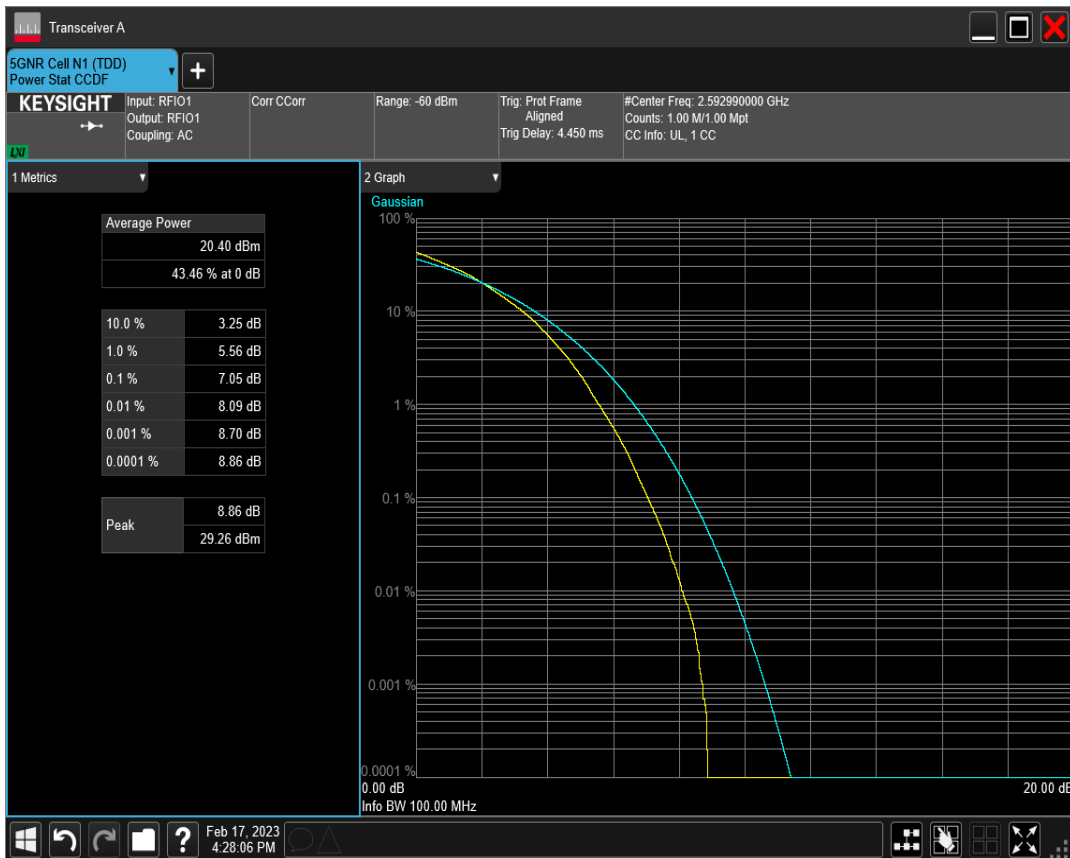 Transceiver A
5GNR Cell N1 (TDD)
Power Stat CCDF
KEYSIGHT
LXI
Input: RFIO1
Output: RFIO1
Coupling: AC
Corr CCorr
Range: -60 dBm
Trig: Prot Frame
Aligned
Trig Delay: 4.450 ms
#Center Freq: 2.592990000 GHz
Counts: 1.00 M/1.00 Mpt
CC Info: UL, 1 CC
1 Metrics
Average Power
20.40 dBm
43.46 % at 0 dB
10.0 % 3.25 dB
1.0 % 5.56 dB
0.1 % 7.05 dB
0.01 % 8.09 dB
0.001 % 8.70 dB
0.0001 % 8.86 dB
Peak 8.86 dB
29.26 dBm
2 Graph
Gaussian
100 %
10 %
1 %
0.1 %
0.01 %
0.001 %
0.0001 %
0.00 dB 20.00 dB
Info BW 100.00 MHz
?
Feb 17, 2023
4:28:06 PM